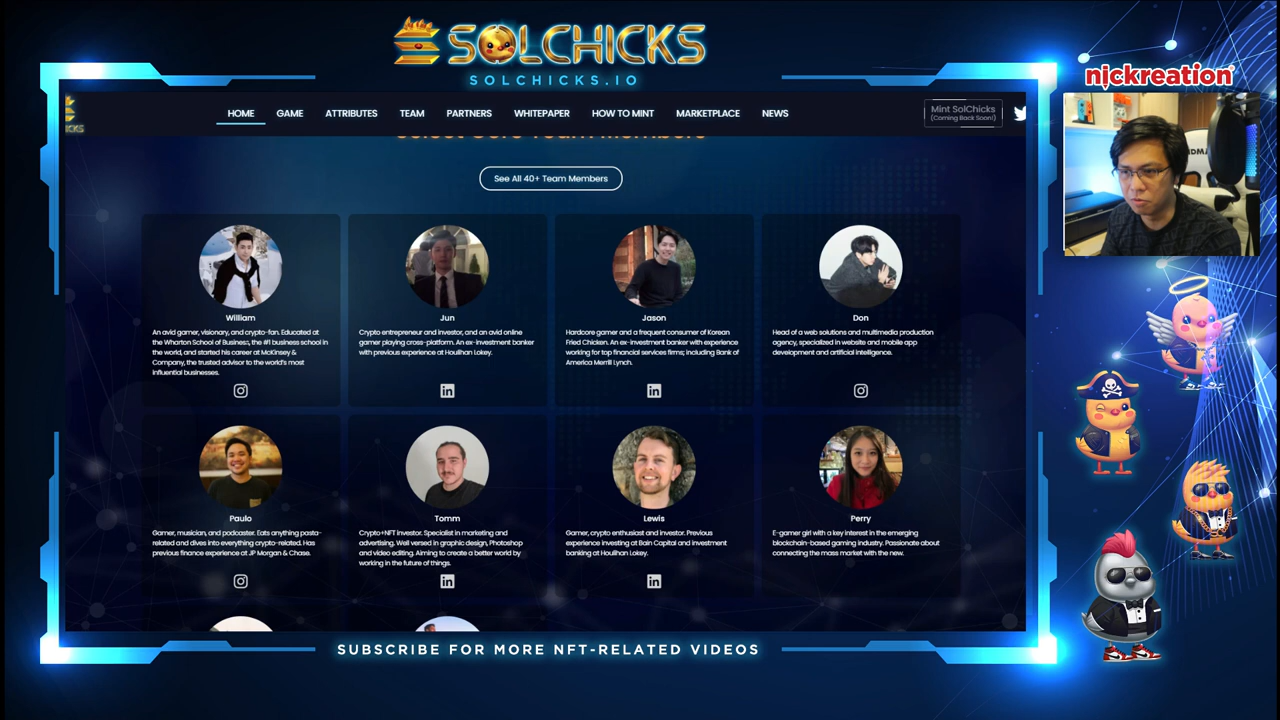 SOLCHICKS
SOLCHICKS.IO
nickreation
ICKS
HOME GAME ATTRIBUTES TEAM PARTNERS WHITEPAPER HOW TO MINT MARKETPLACE NEWS
Mint SolChicks
(Coming Back Soon!)
Select Core Team Members
See All 40+ Team Members
William
An avid gamer, visionary, and crypto-fan. Educated at
the Wharton School of Business, the #1 business school in
the world, and started his career at McKinsey &
Company, the trusted advisor to the world's most
influential businesses.
Jun
Crypto entrepreneur and investor, and an avid online
gamer playing cross-platform. An ex-investment banker
with previous experience at Houlihan Lokey.
Jason
Hardcore gamer and a frequent consumer of Korean
Fried Chicken. An ex-investment banker with experience
working for top financial services firms; including Bank of
America Merrill Lynch.
Don
Head of a web solutions and multimedia production
agency, specialized in website and mobile app
development and artificial intelligence.
Paulo
Gamer, musician, and podcaster. Eats anything pasta-
related and dives into everything crypto-related. Has
previous finance experience at JP Morgan & Chase.
Tomm
Crypto+NFT investor. Specialist in marketing and
advertising. Well versed in graphic design, Photoshop
and video editing. Aiming to create a better world by
working in the future of things.
Lewis
Gamer, crypto enthusiast and investor. Previous
experience investing at Bain Capital and investment
banking at Houlihan Lokey.
Perry
E-gamer girl with a key interest in the emerging
blockchain-based gaming industry. Passionate about
connecting the mass market with the new.
SUBSCRIBE FOR MORE NFT-RELATED VIDEOS